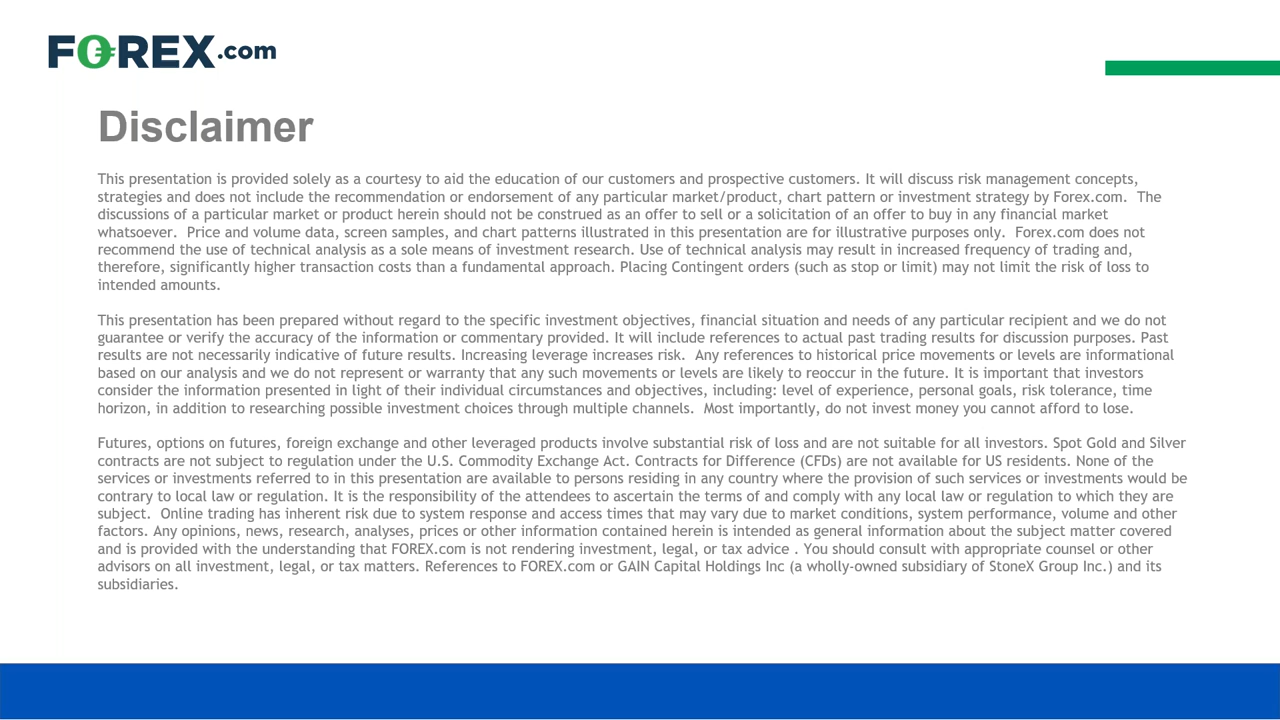 FOREX.com
Disclaimer
This presentation is provided solely as a courtesy to aid the education of our customers and prospective customers. It will discuss risk management concepts,
strategies and does not include the recommendation or endorsement of any particular market/product, chart pattern or investment strategy by Forex.com.  The
discussions of a particular market or product herein should not be construed as an offer to sell or a solicitation of an offer to buy in any financial market
whatsoever.  Price and volume data, screen samples, and chart patterns illustrated in this presentation are for illustrative purposes only.  Forex.com does not
recommend the use of technical analysis as a sole means of investment research. Use of technical analysis may result in increased frequency of trading and,
therefore, significantly higher transaction costs than a fundamental approach. Placing Contingent orders (such as stop or limit) may not limit the risk of loss to
intended amounts.
This presentation has been prepared without regard to the specific investment objectives, financial situation and needs of any particular recipient and we do not
guarantee or verify the accuracy of the information or commentary provided. It will include references to actual past trading results for discussion purposes. Past
results are not necessarily indicative of future results. Increasing leverage increases risk.  Any references to historical price movements or levels are informational
based on our analysis and we do not represent or warranty that any such movements or levels are likely to reoccur in the future. It is important that investors
consider the information presented in light of their individual circumstances and objectives, including: level of experience, personal goals, risk tolerance, time
horizon, in addition to researching possible investment choices through multiple channels.  Most importantly, do not invest money you cannot afford to lose.
Futures, options on futures, foreign exchange and other leveraged products involve substantial risk of loss and are not suitable for all investors. Spot Gold and Silver
contracts are not subject to regulation under the U.S. Commodity Exchange Act. Contracts for Difference (CFDs) are not available for US residents. None of the
services or investments referred to in this presentation are available to persons residing in any country where the provision of such services or investments would be
contrary to local law or regulation. It is the responsibility of the attendees to ascertain the terms of and comply with any local law or regulation to which they are
subject.  Online trading has inherent risk due to system response and access times that may vary due to market conditions, system performance, volume and other
factors. Any opinions, news, research, analyses, prices or other information contained herein is intended as general information about the subject matter covered
and is provided with the understanding that FOREX.com is not rendering investment, legal, or tax advice . You should consult with appropriate counsel or other
advisors on all investment, legal, or tax matters. References to FOREX.com or GAIN Capital Holdings Inc (a wholly-owned subsidiary of StoneX Group Inc.) and its
subsidiaries.